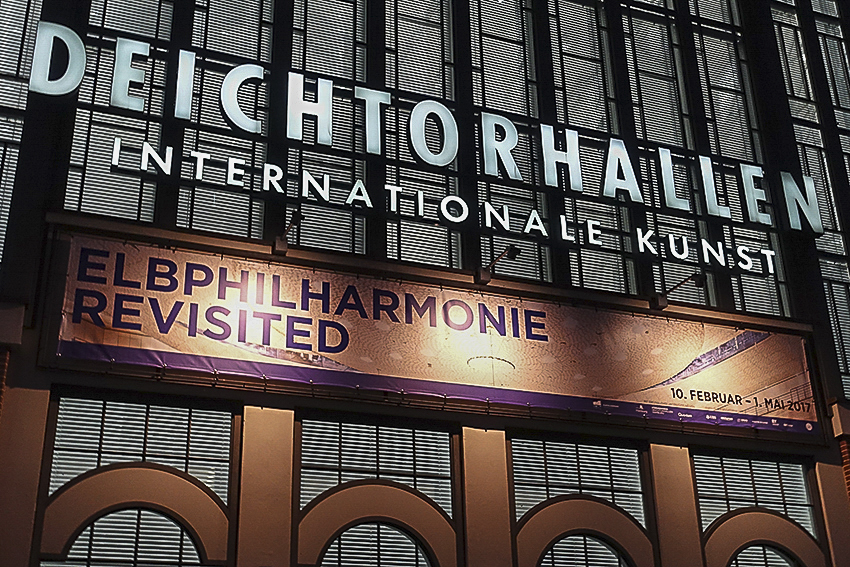 DEICHTORHALLEN
INTERNATIONALE KUNST
ELBPHILHARMONIE
REVISITED
10. FEBRUAR – 1. MAI 2017